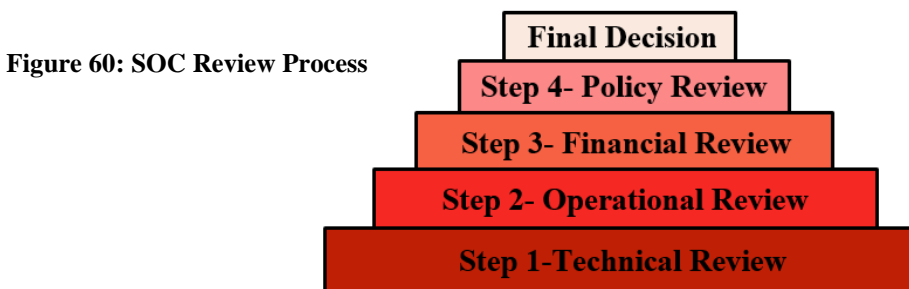 Final Decision
Figure 60: SOC Review Process
Step 4- Policy Review
Step 3- Financial Review
Step 2- Operational Review
Step 1-Technical Review